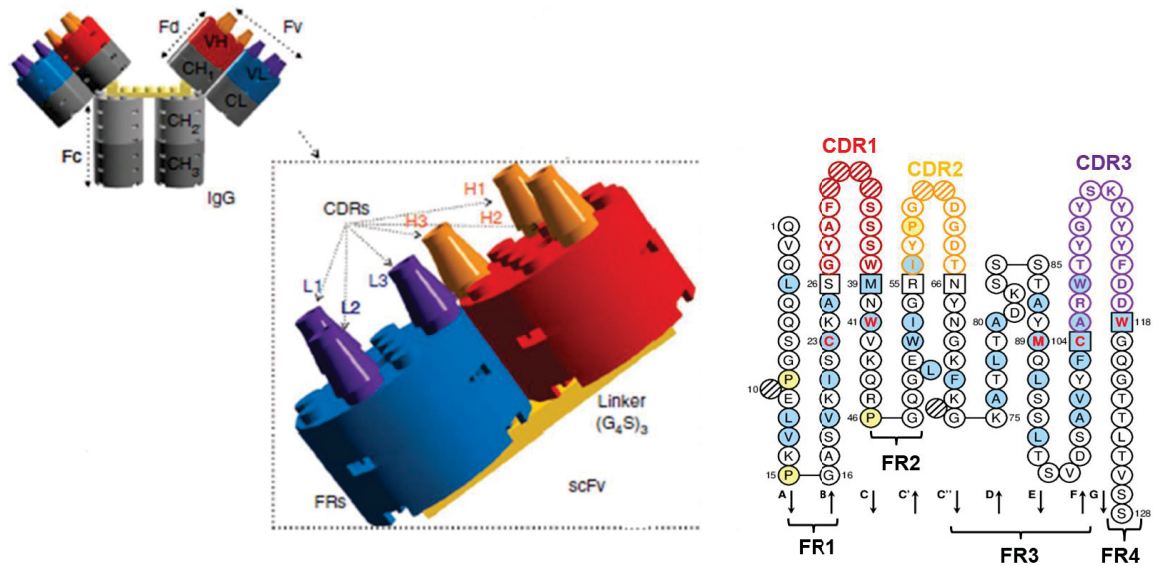 Fd
Fv
VH
CH1
VL
CL
CH2
CH3
Fc
IgG
CDRs
H1
H2
H3
L1
L2
L3
Linker
(G4S)3
FRs
scFv
CDR1
CDR2
CDR3
1 Q V Q L Q Q S G P 10 E L V K 15 P
F A Y G 26 S A K 23 C S I K V S A G 16
S S S W 39 M N 41 W V K Q R 46 P
G P Y I 55 R G I W E G Q G
L
D G D T 66 N Y N G K F K G
S S K D 80 A T L T A K 75
S 85 T A Y 89 M Q L S S L T S V
S K
Y G Y T W R A 104 C F Y V A S D
Y Y Y F D D W 118 G Q G T T L T V S S 128
A B C C' C'' D E F G
FR1
FR2
FR3
FR4